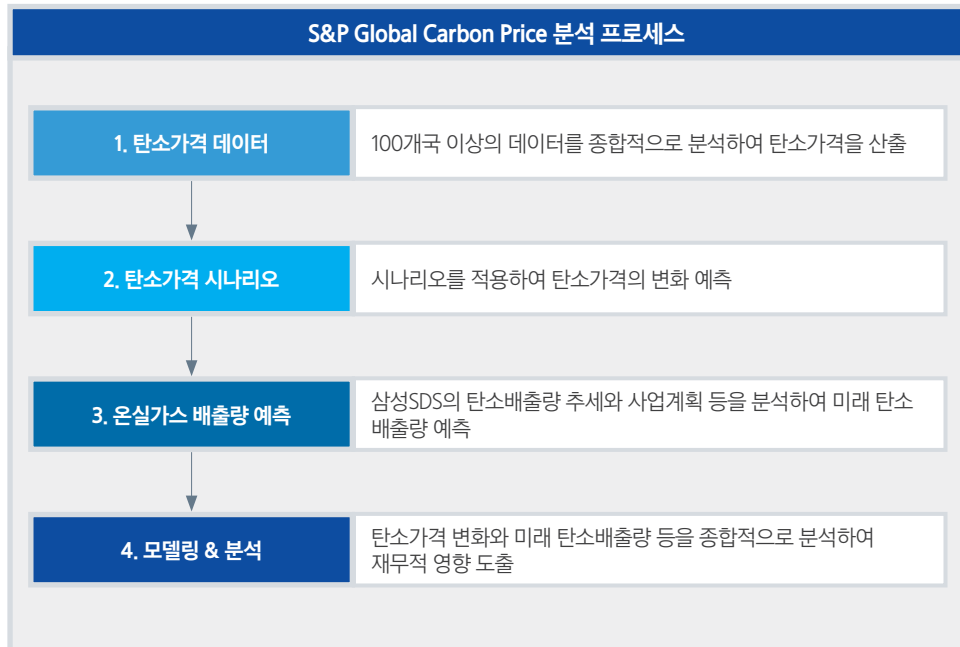 S&P Global Carbon Price 분석 프로세스
1. 탄소가격 데이터
100개국 이상의 데이터를 종합적으로 분석하여 탄소가격을 산출
2. 탄소가격 시나리오
시나리오를 적용하여 탄소가격의 변화 예측
3. 온실가스 배출량 예측
삼성SDS의 탄소배출량 추세와 사업계획 등을 분석하여 미래 탄소
배출량 예측
4. 모델링 & 분석
탄소가격 변화와 미래 탄소배출량 등을 종합적으로 분석하여
재무적 영향 도출